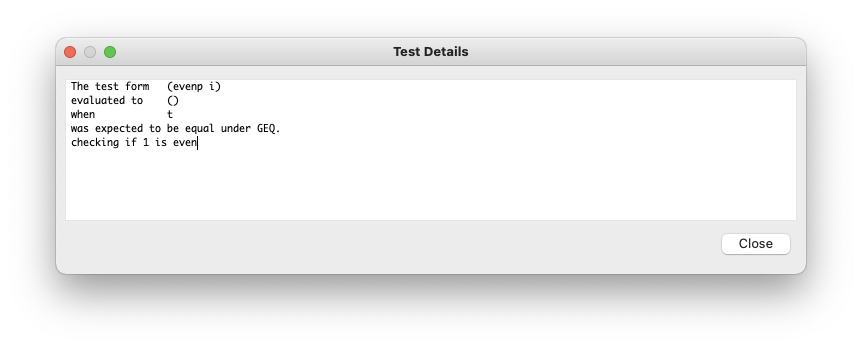 Test Details
The test form   (evenp i)
evaluated to    ()
when            t
was expected to be equal under GEQ.
checking if 1 is even
Close